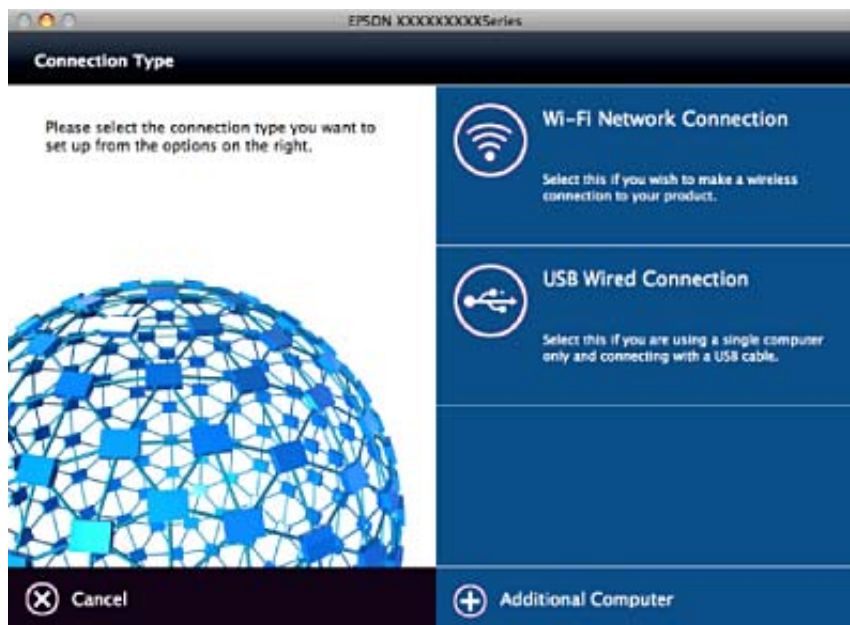 EPSON XXXXXXXXXSeries
Connection Type
Please select the connection type you want to
set up from the options on the right.
Wi-Fi Network Connection
Select this if you wish to make a wireless
connection to your product.
USB Wired Connection
Select this if you are using a single computer
only and connecting with a USB cable.
Cancel
Additional Computer